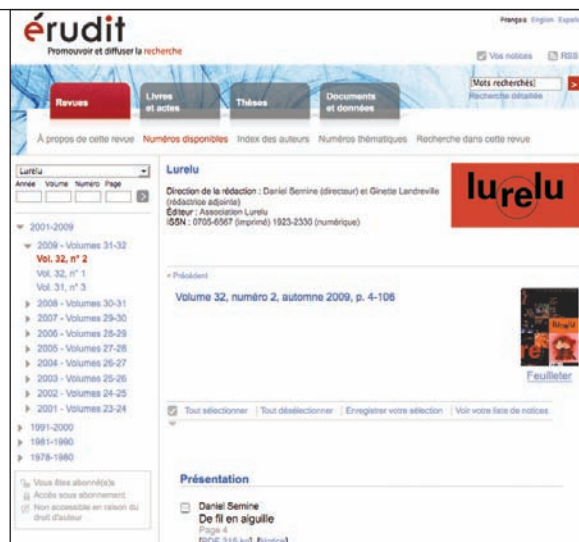 Français English Españ
érudit
Promouvoir et diffuser la recherche
Vos notices RSS
Revues
Livres et actes
Thèses
Documents et données
[Mots recherchés]
Recherche détaillée
À propos de cette revue Numéros disponibles Index des auteurs Numéros thématiques Recherche dans cette revue
Lurelu
Année Volume Numéro Page
2001-2009
2009 - Volumes 31-32
Vol. 32, n° 2
Vol. 32, n° 1
Vol. 31, n° 3
2008 - Volumes 30-31
2007 - Volumes 29-30
2006 - Volumes 28-29
2005 - Volumes 27-28
2004 - Volumes 26-27
2003 - Volumes 25-26
2002 - Volumes 24-25
2001 - Volumes 23-24
1991-2000
1981-1990
1978-1980
Vous êtes abonné(e)s
Accès sous abonnement
Non accessible en raison du
droit d'auteur
Lurelu
Direction de la rédaction : Daniel Sernine (directeur) et Ginette Landreville
(rédactrice adjointe)
Éditeur : Association Lurelu
ISSN : 0705-6567 (imprimé) 1923-2330 (numérique)
lurelu
« Précédent
Volume 32, numéro 2, automne 2009, p. 4-106
lurelu
Feuilleter
Tout sélectionner | Tout désélectionner | Enregistrer votre sélection | Voir votre liste de notices
Présentation
Daniel Sernine
De fil en aiguille
Page 4
[PDF 315 ko] [Notice]